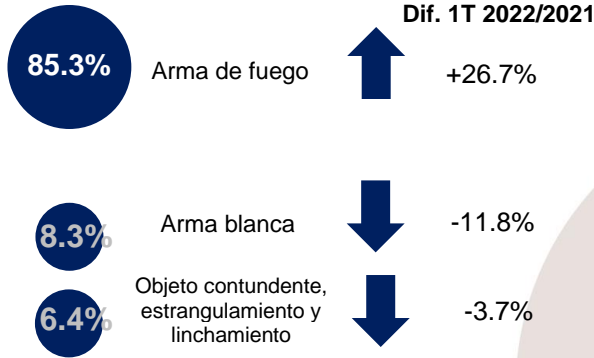 Dif. 1T 2022/2021
85.3%
Arma de fuego
+26.7%
8.3%
Arma blanca
-11.8%
6.4%
Objeto contundente,
estrangulamiento y
linchamiento
-3.7%